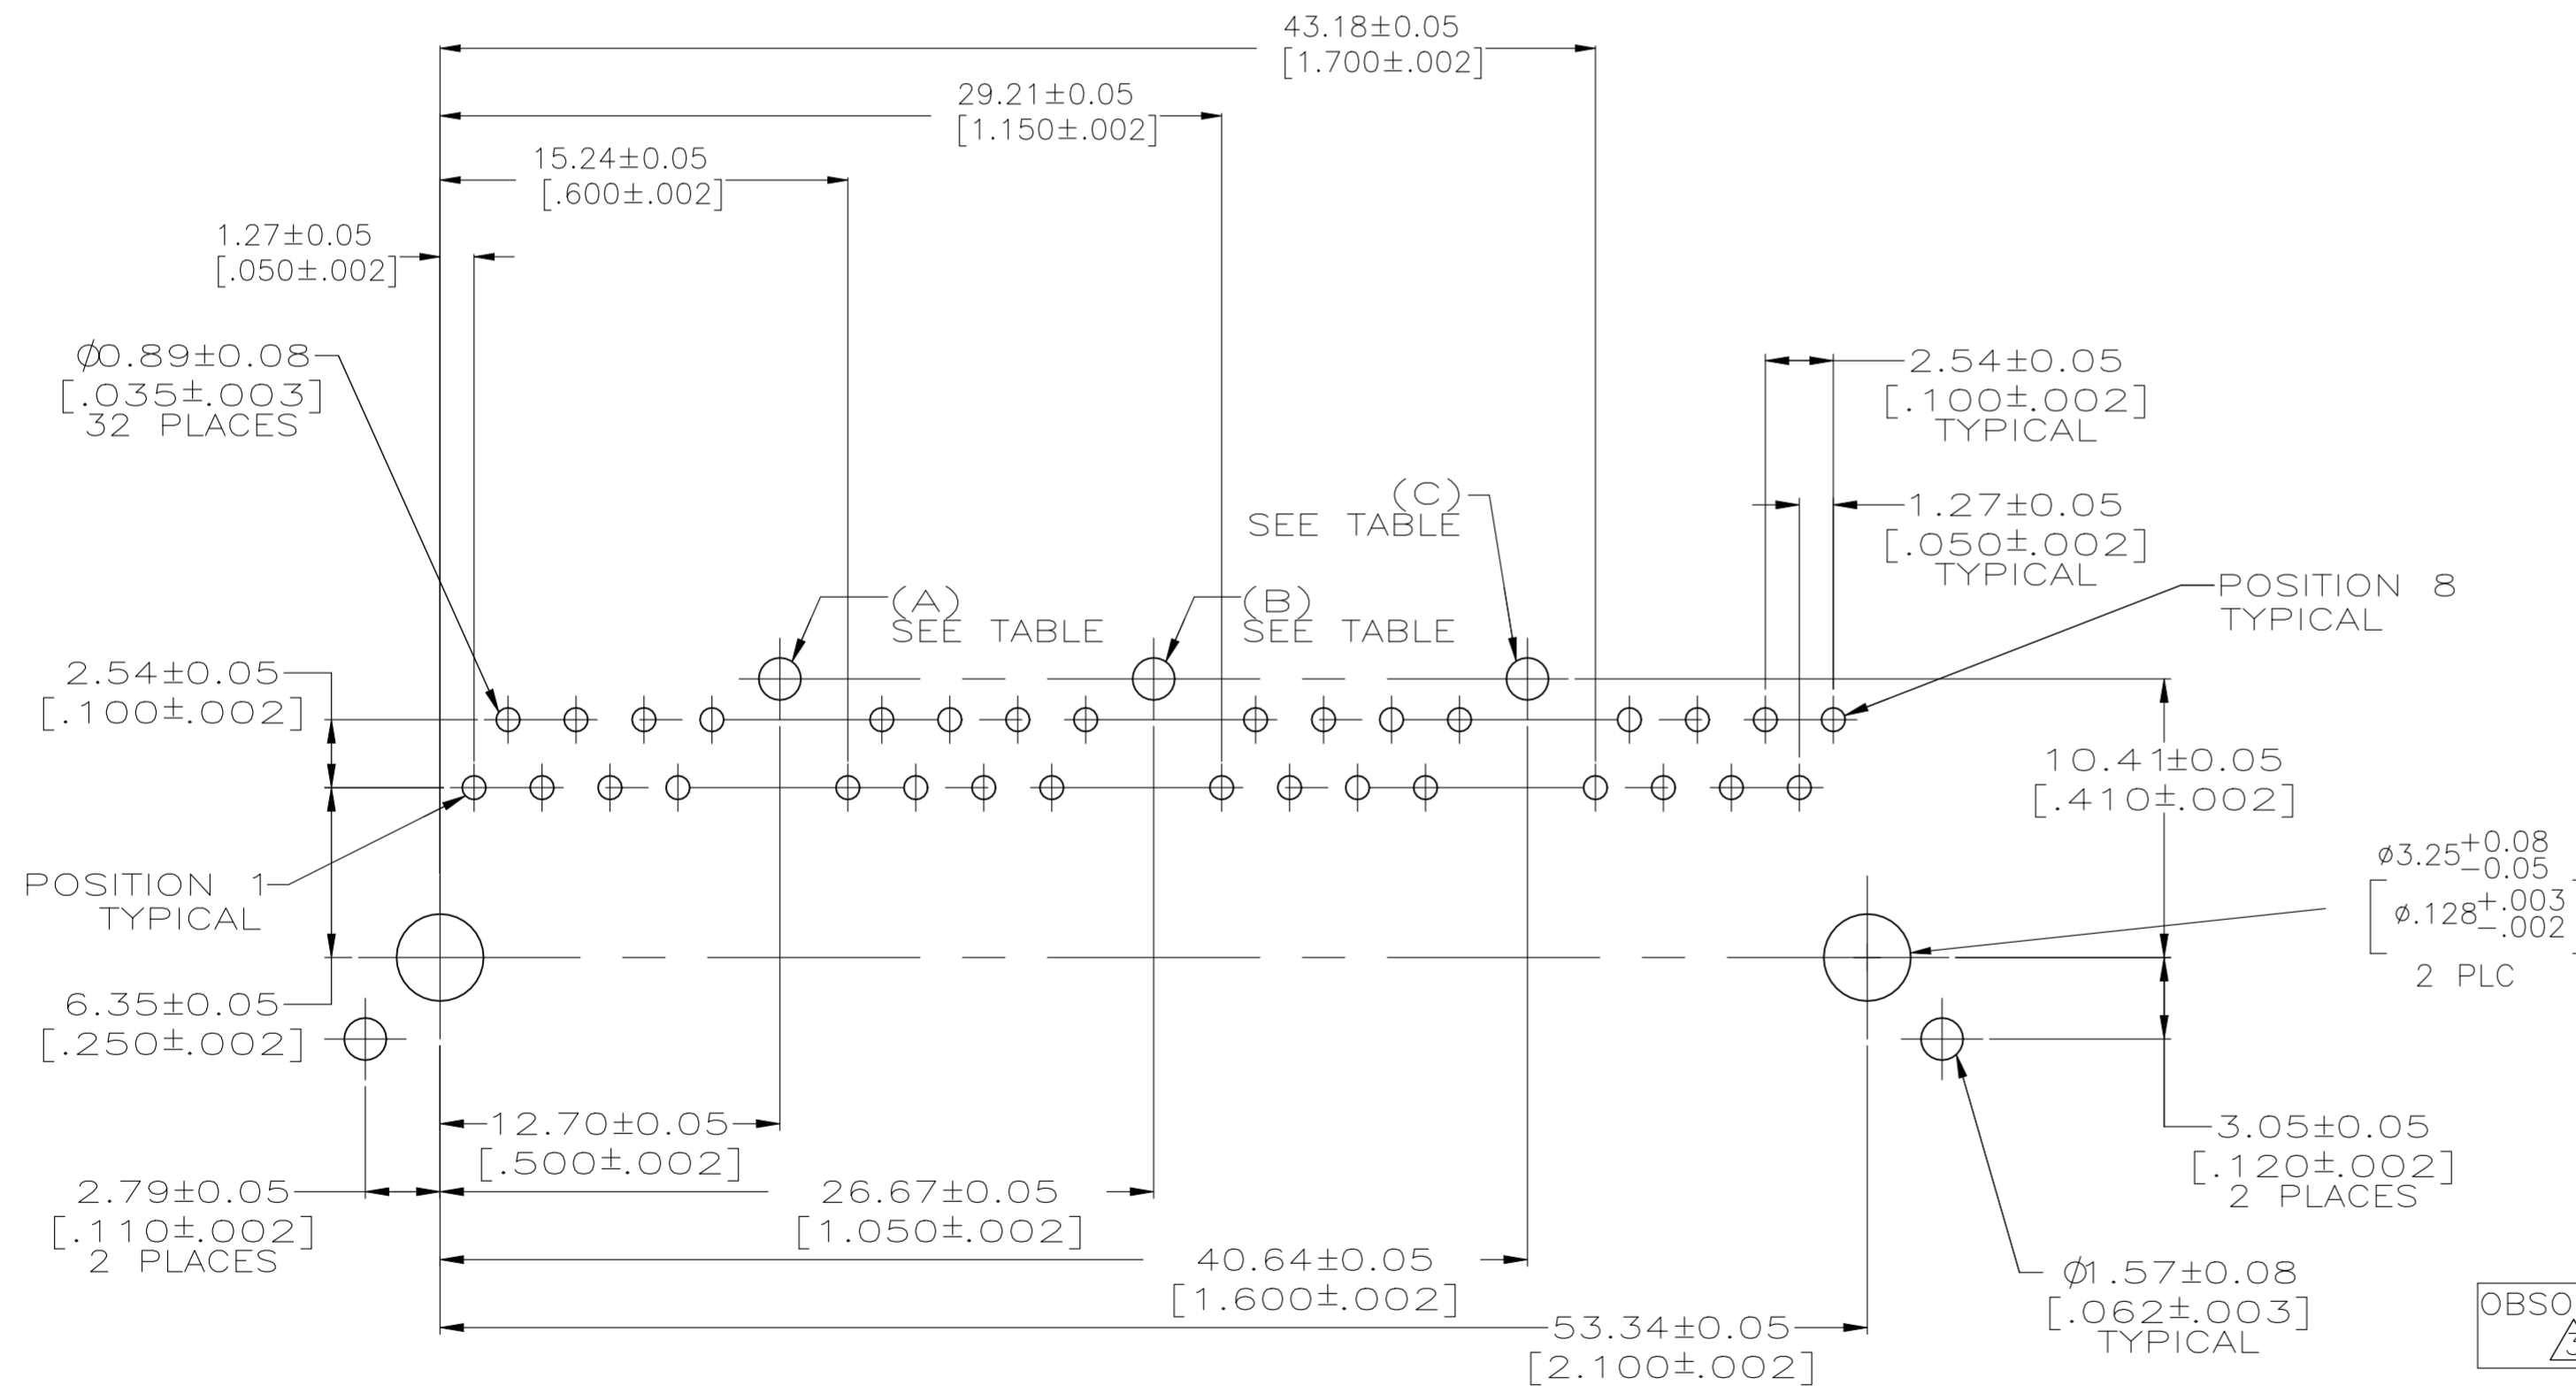 43.18±0.05
[1.700±.002]
29.21±0.05
[1.150±.002]
15.24±0.05
[.600±.002]
1.27±0.05
[.050±.002]
Ø0.89±0.08
[.035±.003]
32 PLACES
2.54±0.05
[.100±.002]
TYPICAL
1.27±0.05
[.050±.002]
TYPICAL
(C)
SEE TABLE
(A)
SEE TABLE
(B)
SEE TABLE
POSITION 8
TYPICAL
2.54±0.05
[.100±.002]
10.41±0.05
[.410±.002]
POSITION 1
TYPICAL
ø3.25+0.08
-0.05
[ø.128+.003
-.002
2 PLC
6.35±0.05
[.250±.002]
12.70±0.05
[.500±.002]
3.05±0.05
[.120±.002]
2 PLACES
2.79±0.05
[.110±.002]
2 PLACES
26.67±0.05
[1.050±.002]
40.64±0.05
[1.600±.002]
Ø1.57±0.08
[.062±.003]
TYPICAL
53.34±0.05
[2.100±.002]
OBSO